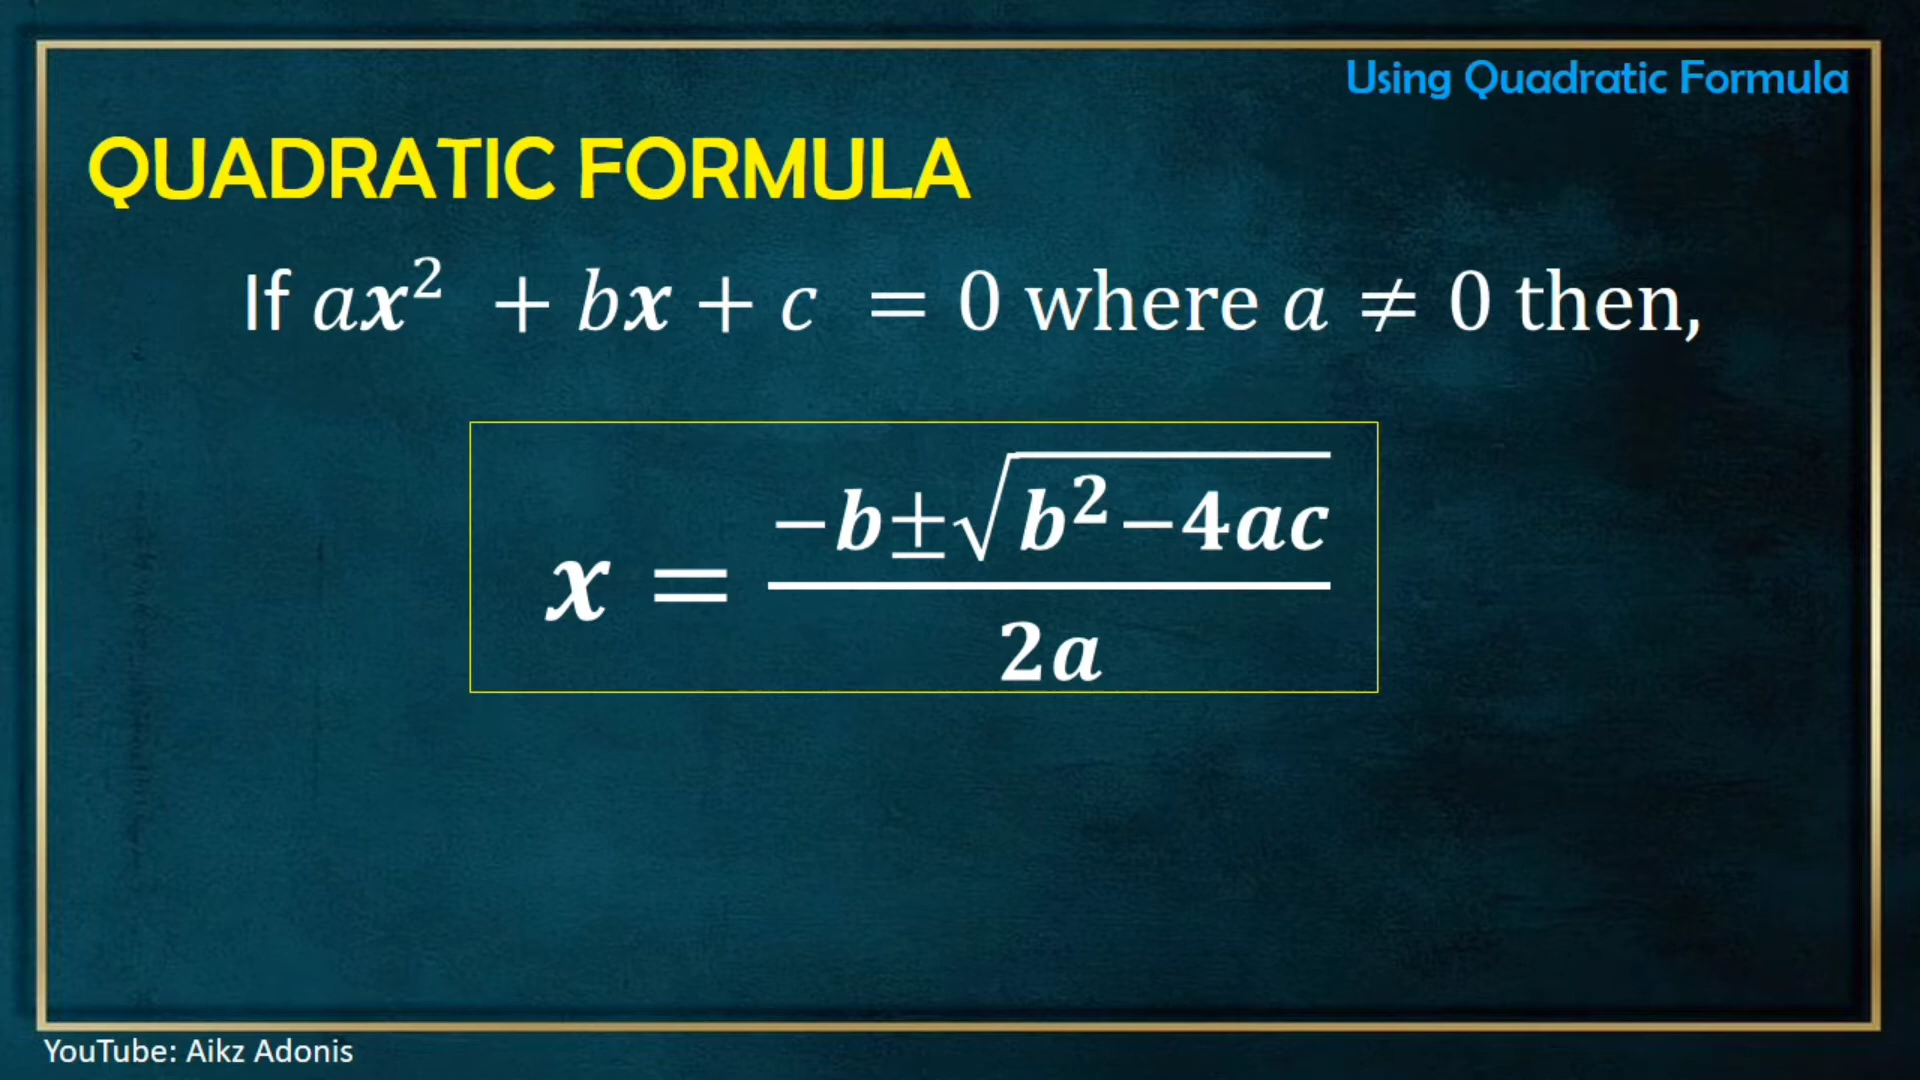 Using Quadratic Formula
QUADRATIC FORMULA
If ax² + bx + c = 0 where a ≠ 0 then,
x = −b±√b²−4ac
2a
YouTube: Aikz Adonis